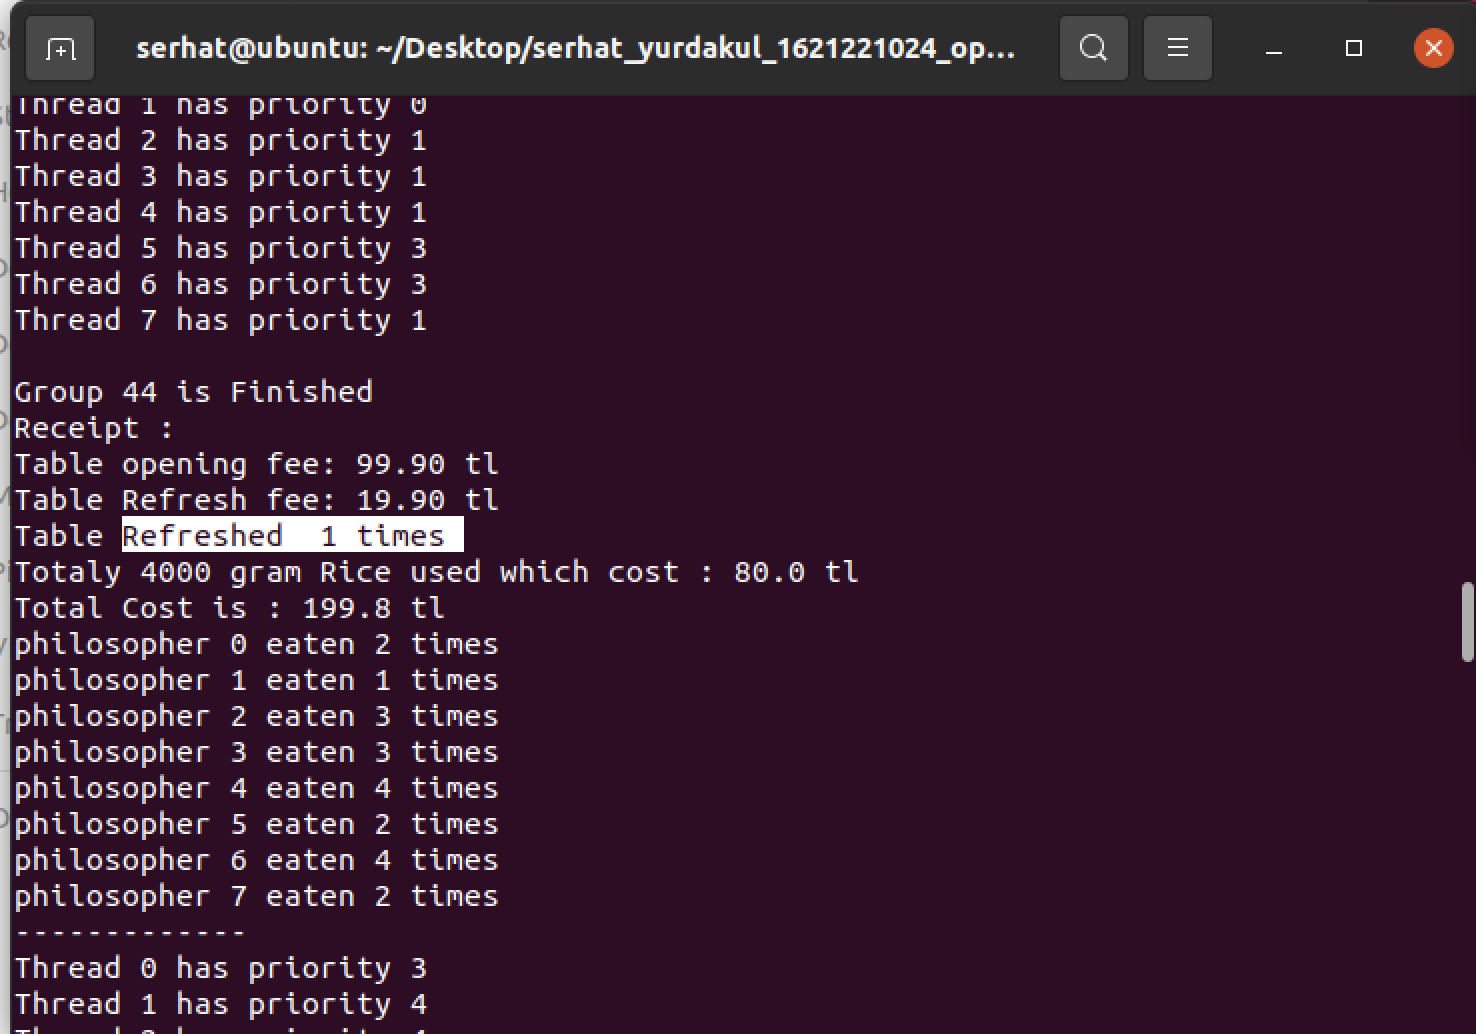 serhat@ubuntu: ~/Desktop/serhat_yurdakul_1621221024_op...
Thread 1 has priority 0
Thread 2 has priority 1
Thread 3 has priority 1
Thread 4 has priority 1
Thread 5 has priority 3
Thread 6 has priority 3
Thread 7 has priority 1
Group 44 is Finished
Receipt :
Table opening fee: 99.90 tl
Table Refresh fee: 19.90 tl
Table Refreshed  1 times
Totaly 4000 gram Rice used which cost : 80.0 tl
Total Cost is : 199.8 tl
philosopher 0 eaten 2 times
philosopher 1 eaten 1 times
philosopher 2 eaten 3 times
philosopher 3 eaten 3 times
philosopher 4 eaten 4 times
philosopher 5 eaten 2 times
philosopher 6 eaten 4 times
philosopher 7 eaten 2 times
-------------
Thread 0 has priority 3
Thread 1 has priority 4